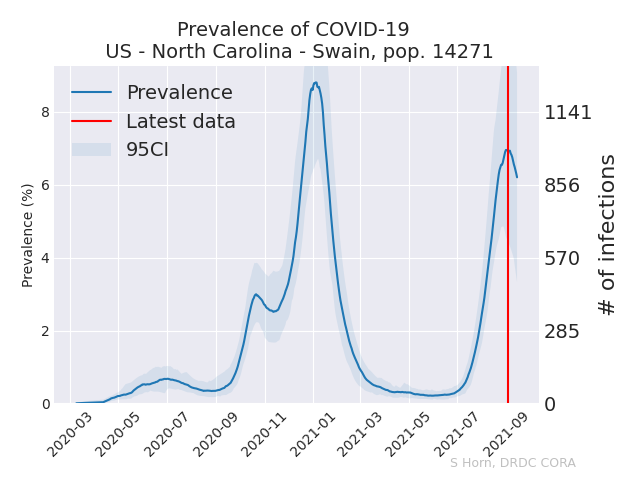 Prevalence of COVID-19
US - North Carolina - Swain, pop. 14271
Prevalence
Latest data
95CI
Prevalence (%)
8
6
4
2
0
1141
856
570
285
0
# of infections
2020-03
2020-05
2020-07
2020-09
2020-11
2021-01
2021-03
2021-05
2021-07
2021-09
S Horn, DRDC CORA